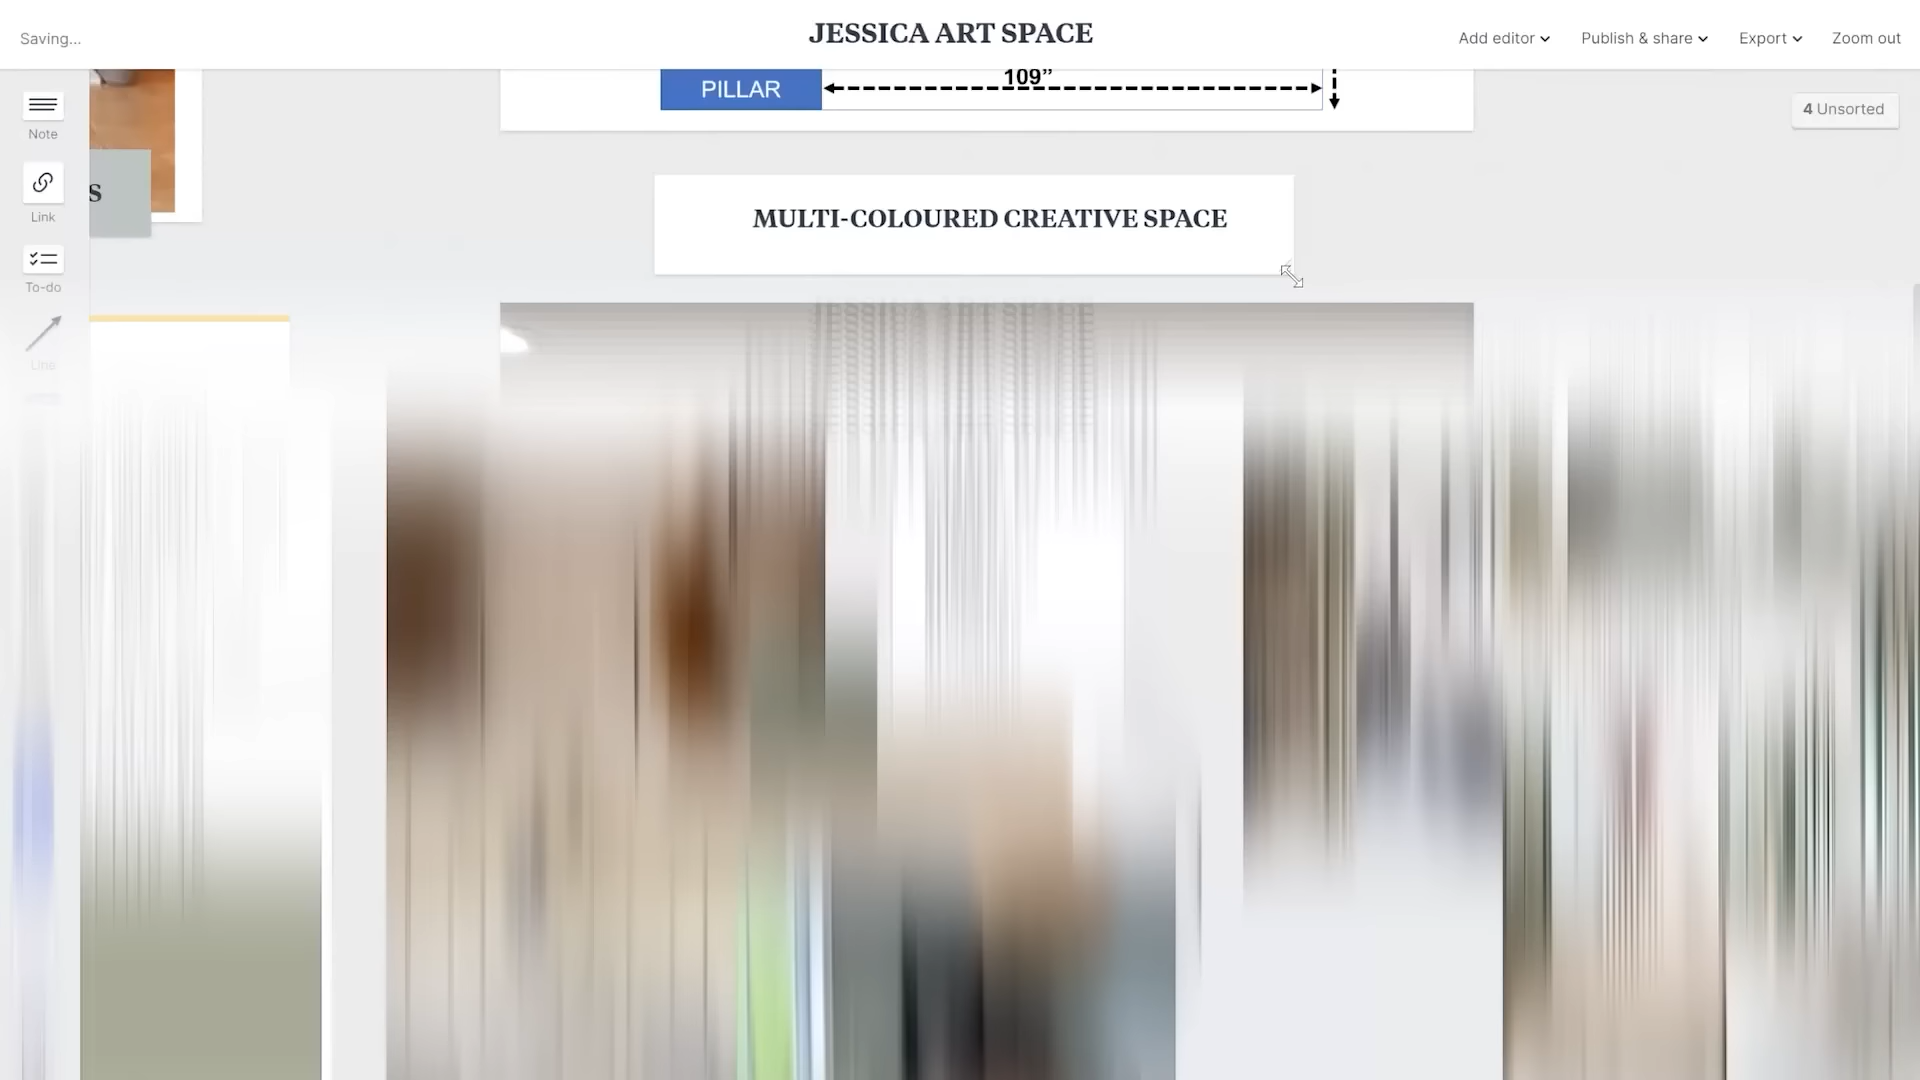 Saving...
JESSICA ART SPACE
Add editor
Publish & share
Export
Zoom out
PILLAR
109”
4 Unsorted
Note
S
MULTI-COLOURED CREATIVE SPACE
Link
To-do
Line